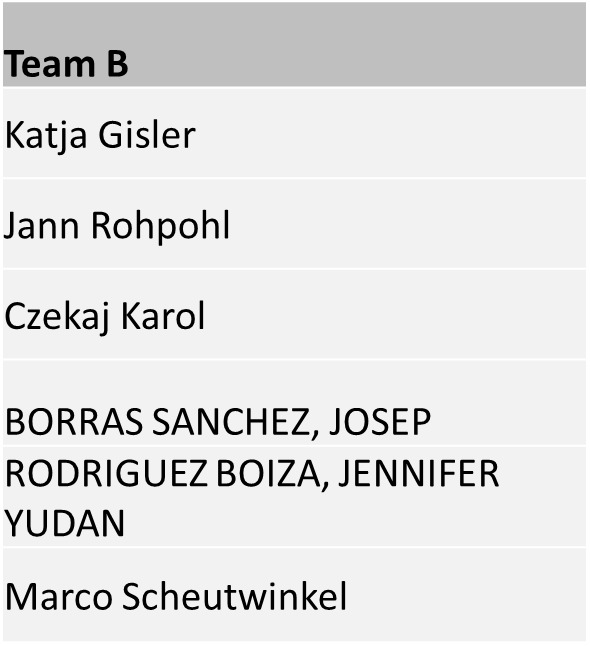 Team B
Katja Gisler
Jann Rohpohl
Czekaj Karol
BORRAS SANCHEZ, JOSEP
RODRIGUEZ BOIZA, JENNIFER
YUDAN
Marco Scheutwinkel